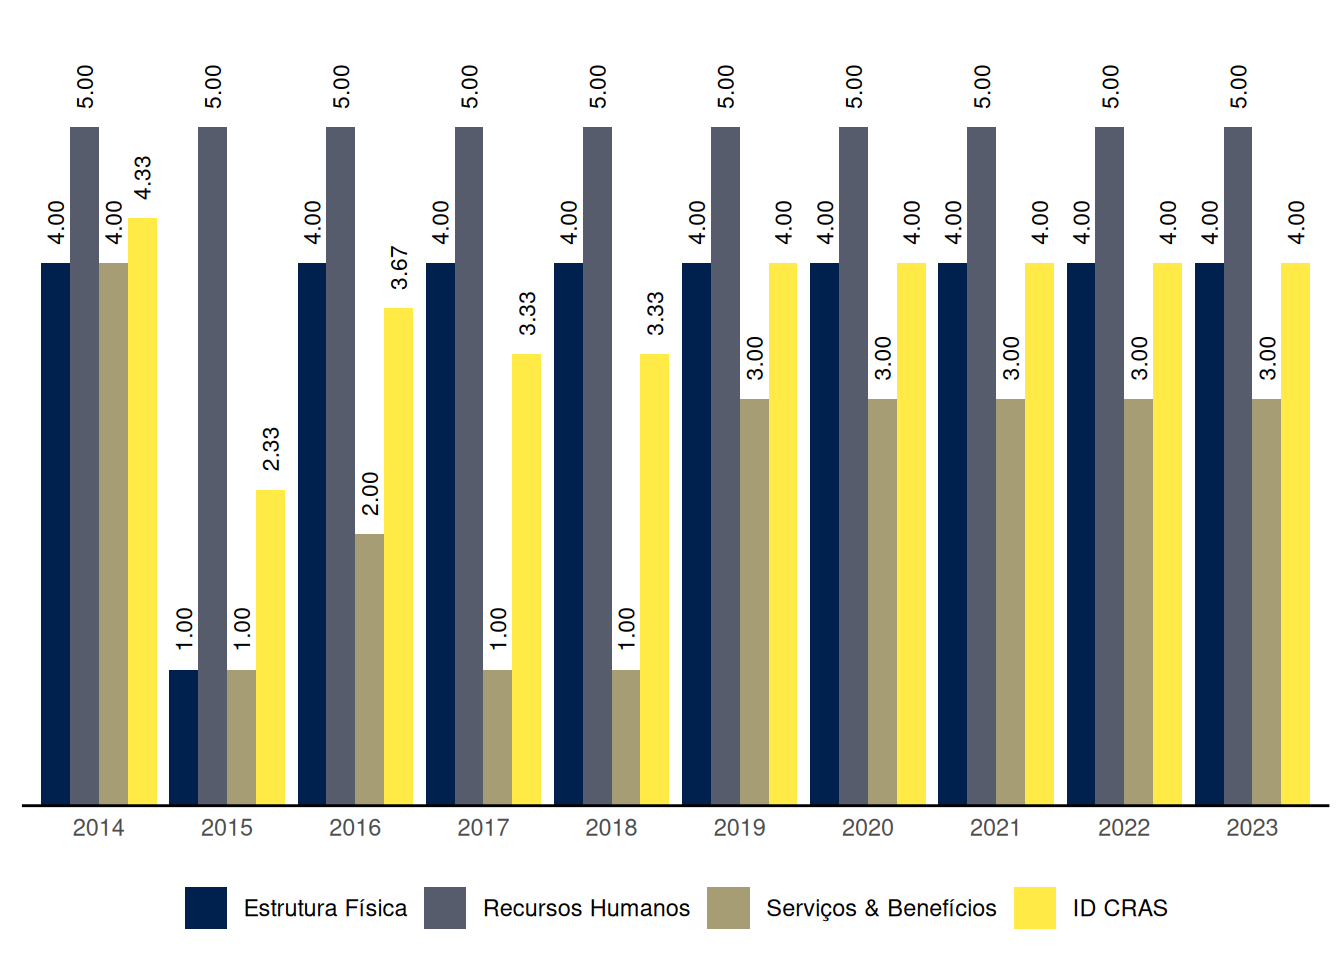 5.00 5.00 5.00 5.00 5.00 5.00 5.00 5.00 5.00 5.00
4.33
4.00 4.00 4.00 4.00 4.00 4.00 4.00 4.00 4.00 4.00 4.00 4.00 4.00 4.00 4.00
3.67
3.33 3.33
3.00 3.00 3.00 3.00 3.00
2.33
2.00
1.00 1.00 1.00 1.00
2014 2015 2016 2017 2018 2019 2020 2021 2022 2023
Estrutura Física Recursos Humanos Serviços & Benefícios ID CRAS